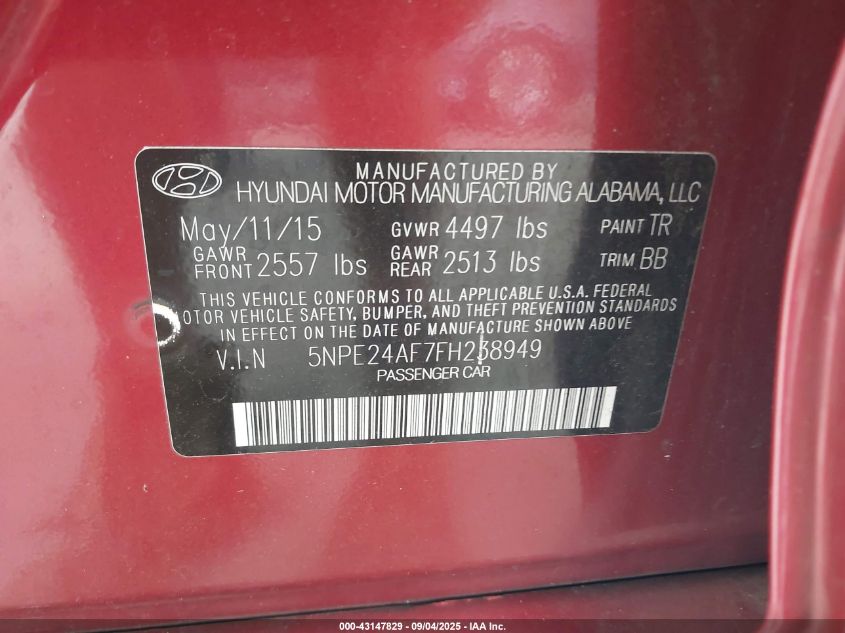 MANUFACTURED BY
HYUNDAI MOTOR MANUFACTURING ALABAMA, LLC
May/11/15 GVWR 4497 lbs PAINT TR
GAWR FRONT 2557 lbs GAWR REAR 2513 lbs TRIM BB
THIS VEHICLE CONFORMS TO ALL APPLICABLE U.S.A. FEDERAL
MOTOR VEHICLE SAFETY, BUMPER, AND THEFT PREVENTION STANDARDS
IN EFFECT ON THE DATE OF MANUFACTURE SHOWN ABOVE
V.I.N 5NPE24AF7FH238949
PASSENGER CAR
000-43147829 - 09/04/2025 - IAA Inc.